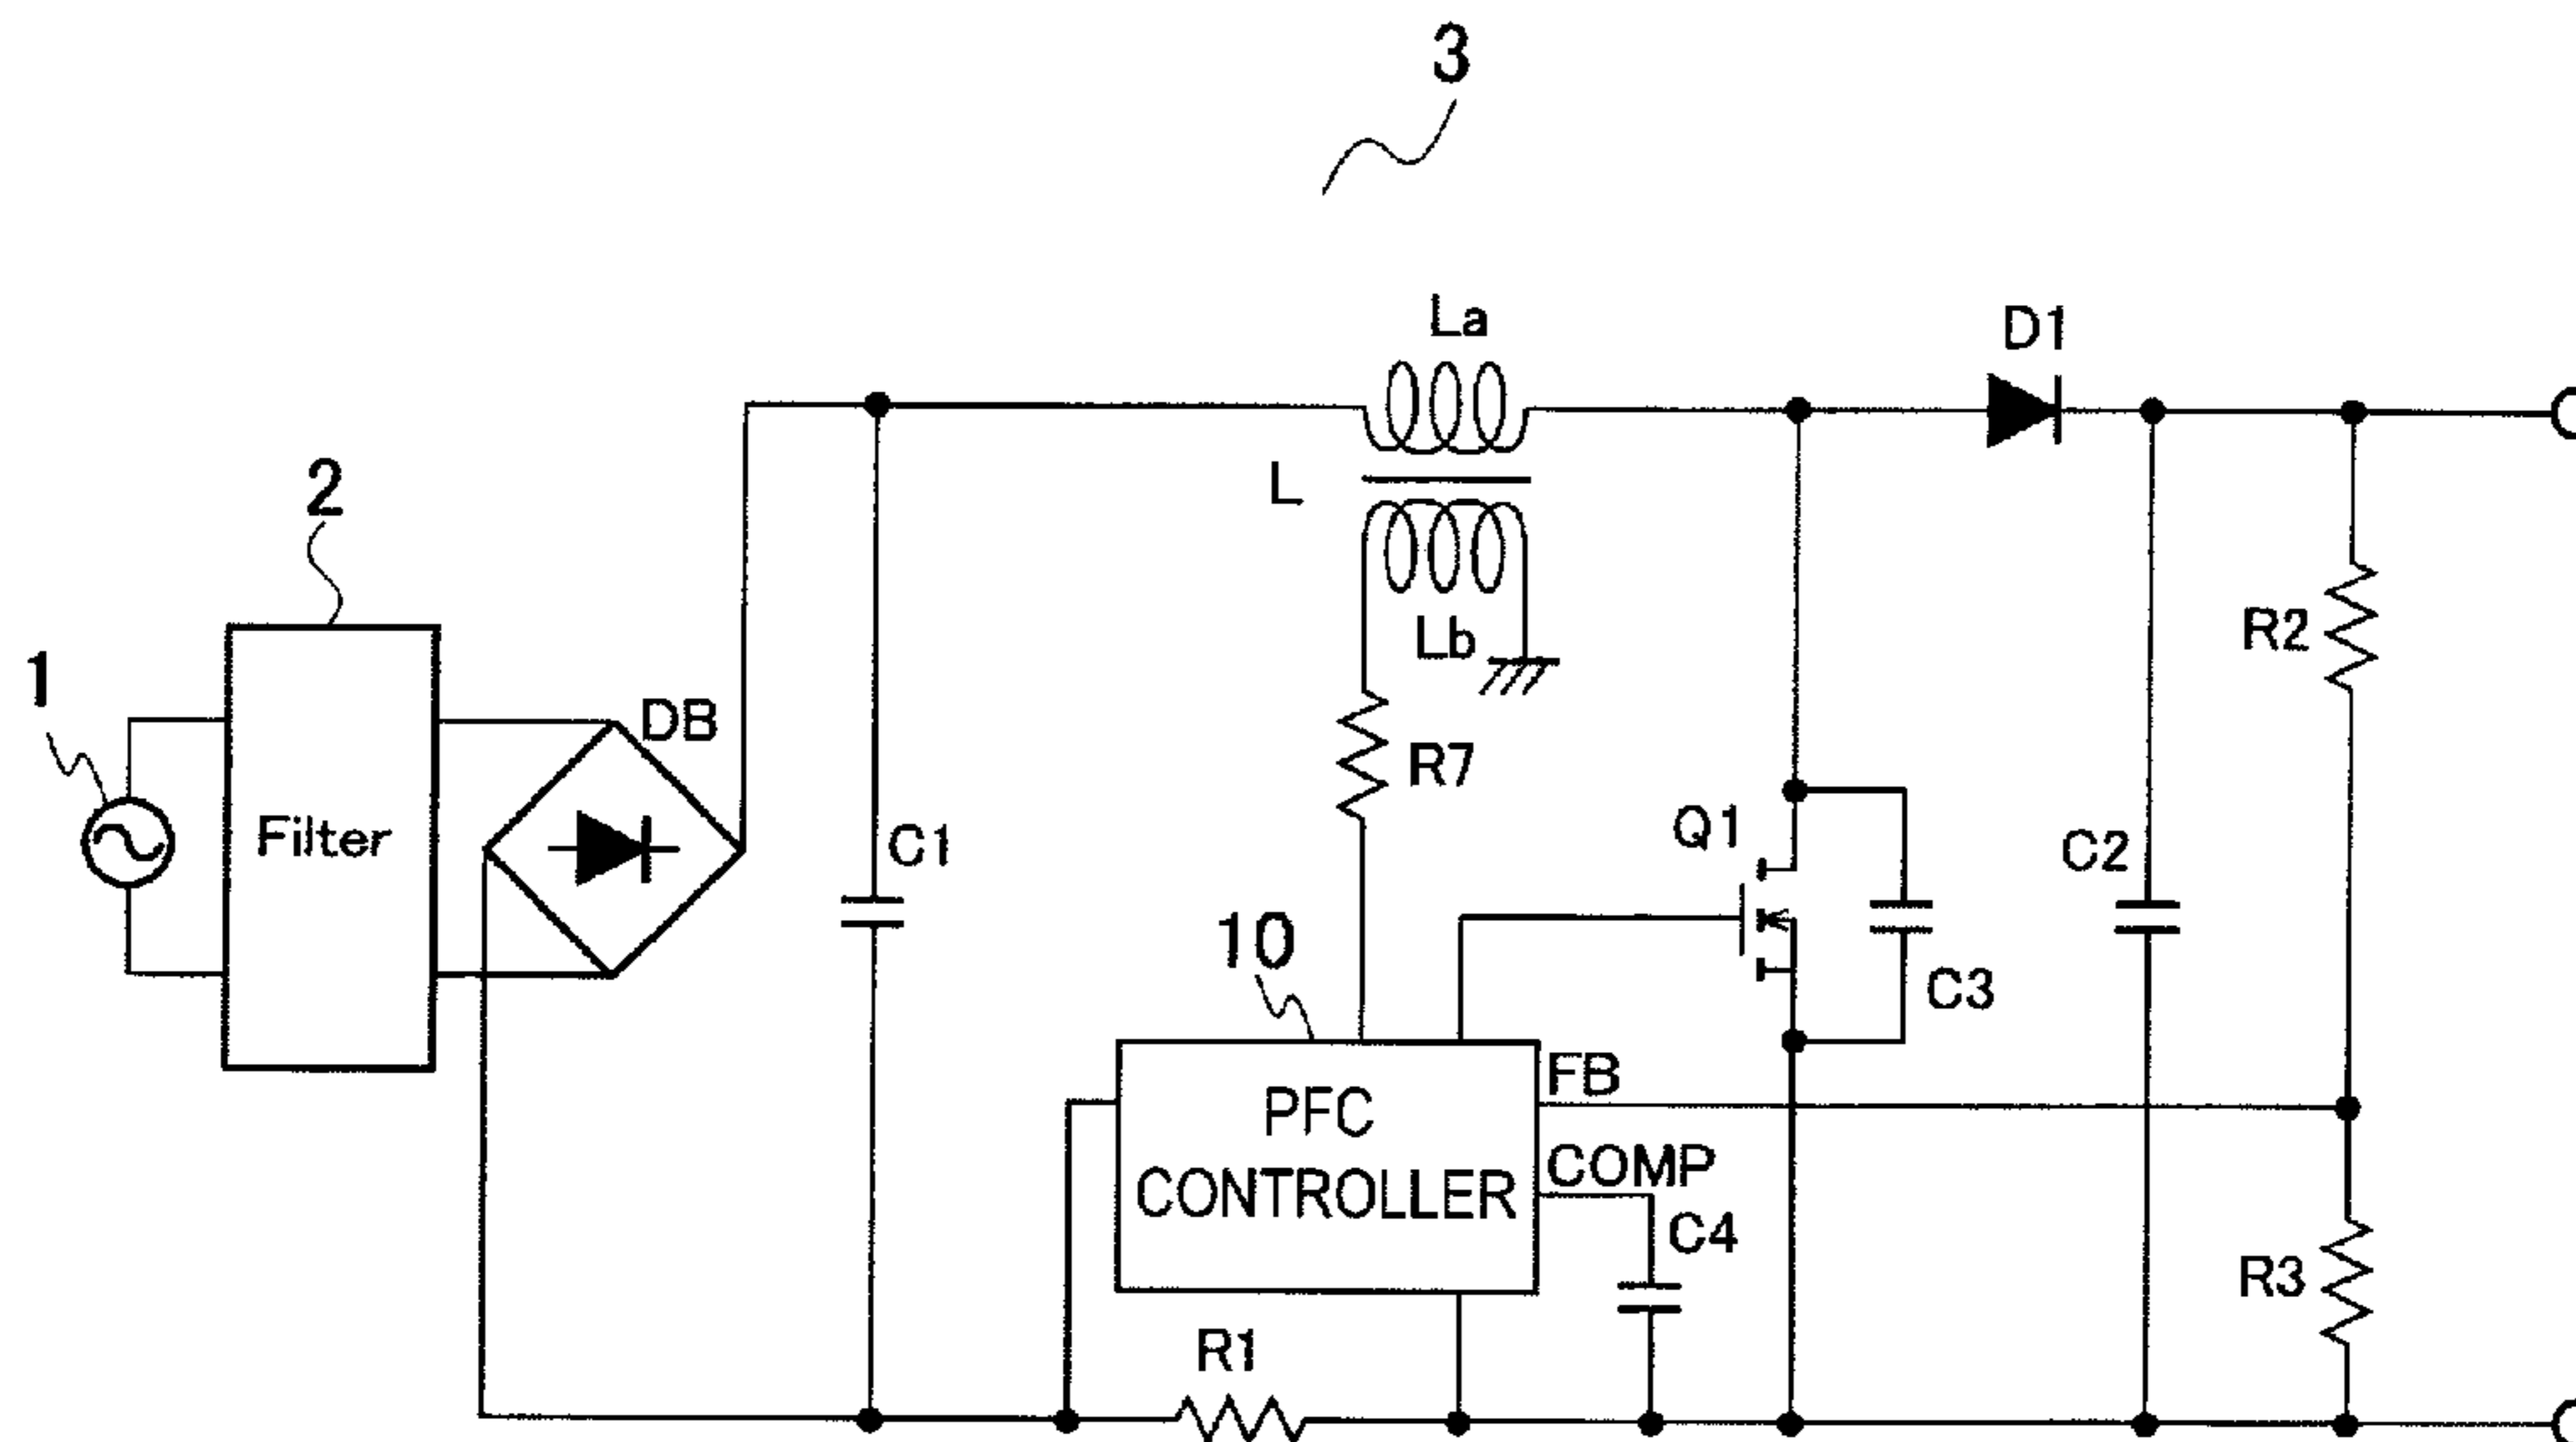 3
La
D1
L
2
Lb
R2
1
DB
R7
Filter
C1
Q1
C2
10
C3
FB
PFC
CONTROLLER
COMP
C4
R3
R1